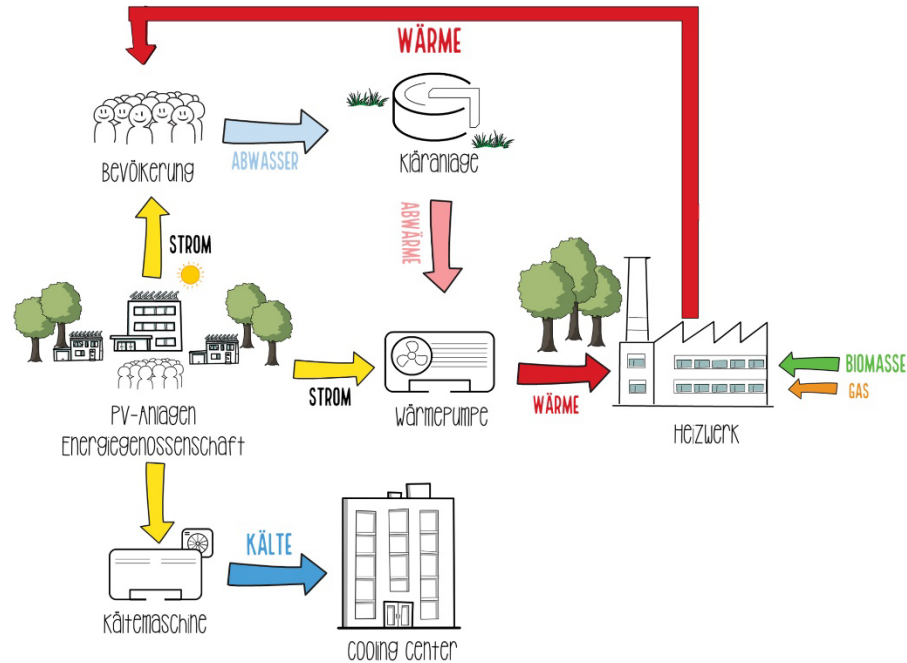 WÄRME
Bevölkerung
ABWASSER
Kläranlage
STROM
ABWÄRME
PV-Anlagen
Energiegenossenschaft
STROM
Wärmepumpe
WÄRME
Heizwerk
BIOMASSE
GAS
Kältemaschine
KÄLTE
Cooling Center